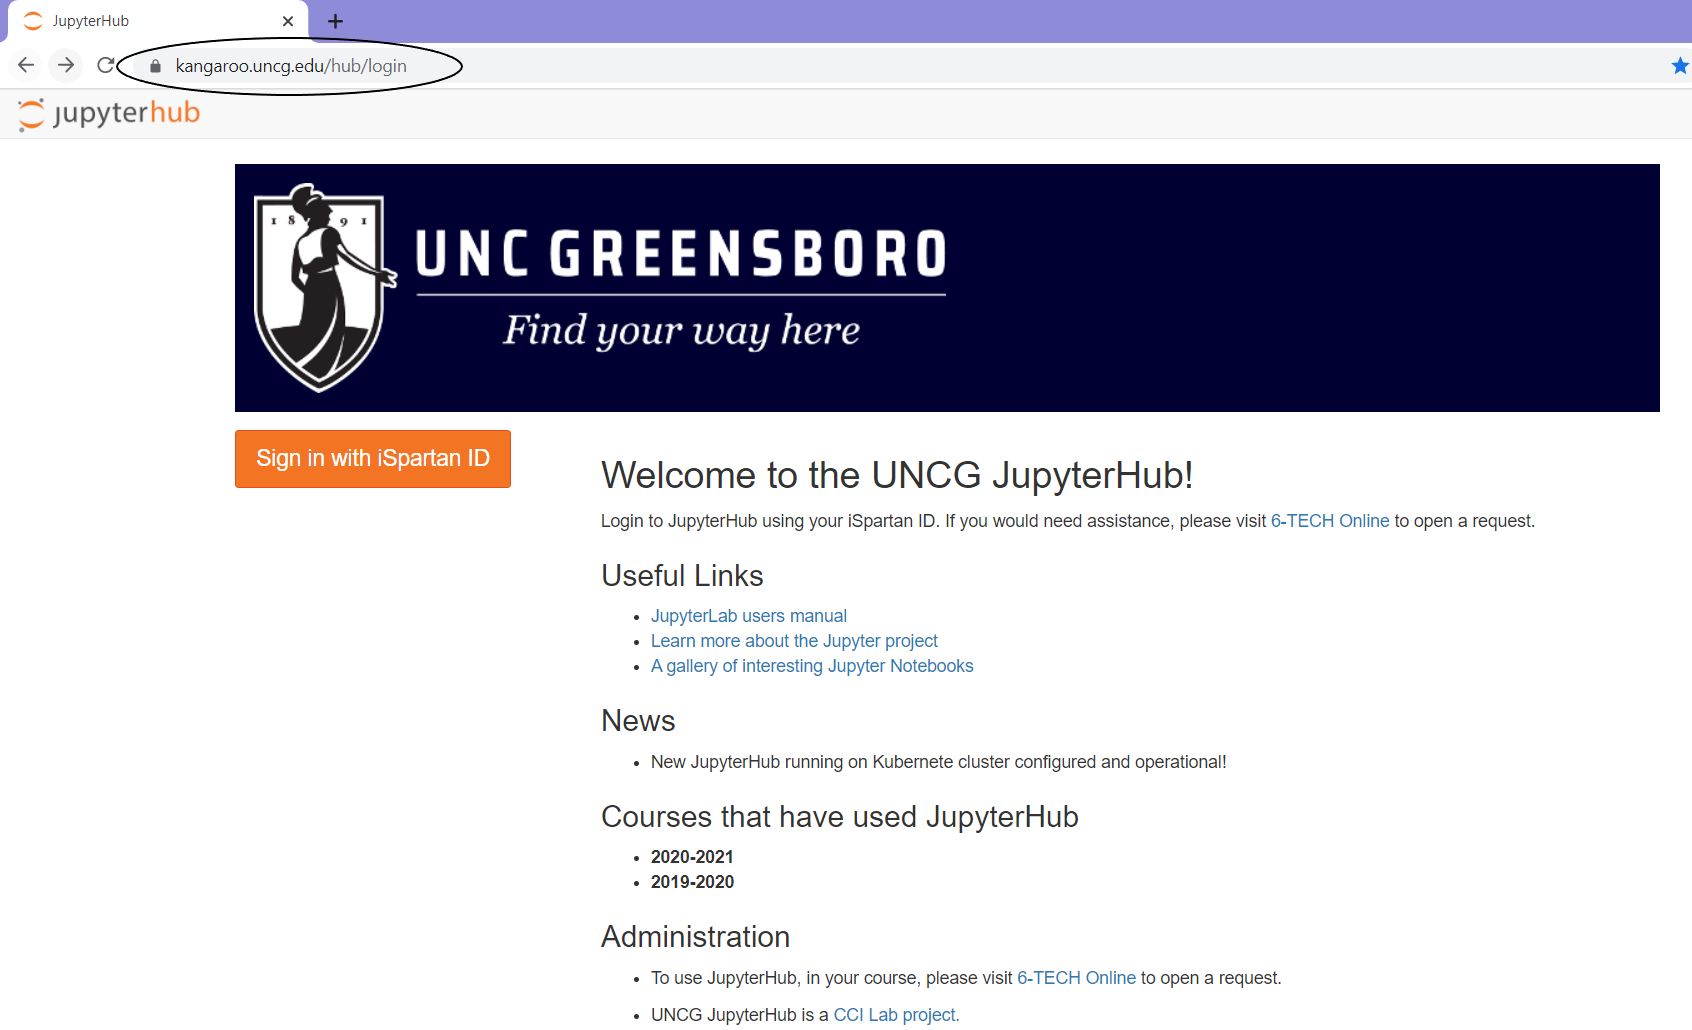 JupyterHub
kangaroo.uncg.edu/hub/login
jupyterhub
1 8 9 1
UNC GREENSBORO
Find your way here
Sign in with iSpartan ID
Welcome to the UNCG JupyterHub!
Login to JupyterHub using your iSpartan ID. If you would need assistance, please visit 6-TECH Online to open a request.
Useful Links
JupyterLab users manual
Learn more about the Jupyter project
A gallery of interesting Jupyter Notebooks
News
New JupyterHub running on Kubernete cluster configured and operational!
Courses that have used JupyterHub
2020-2021
2019-2020
Administration
To use JupyterHub, in your course, please visit 6-TECH Online to open a request.
UNCG JupyterHub is a CCI Lab project.